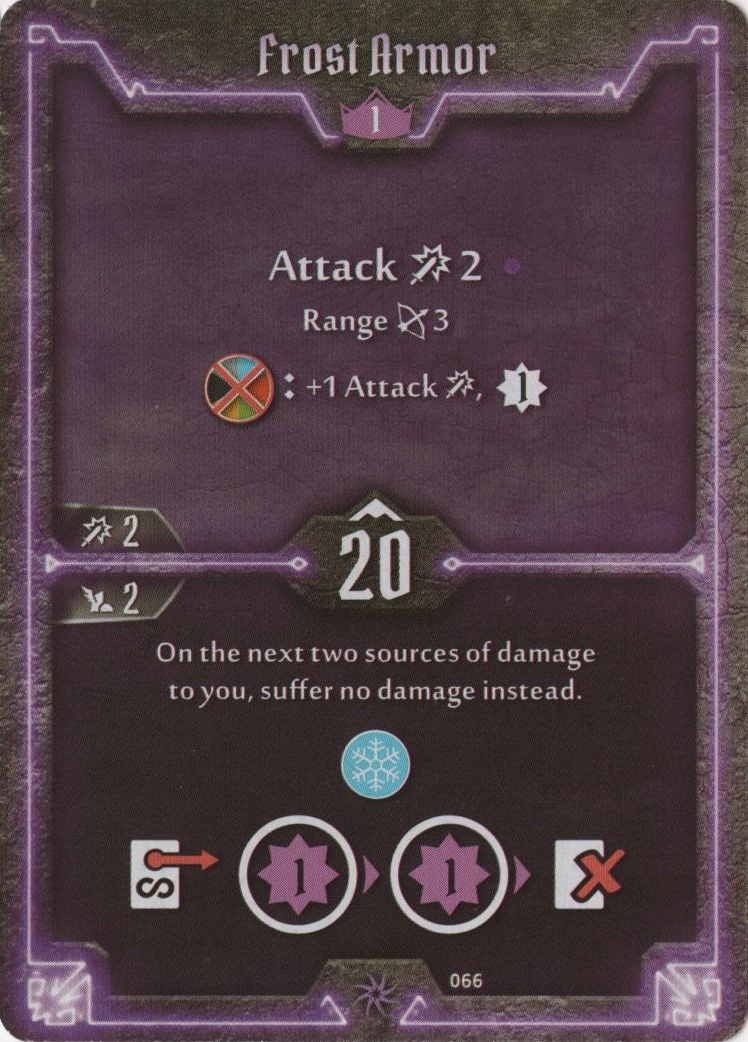 Frost Armor
1
Attack 2
Range 3
: +1 Attack , 1
2
20
2
On the next two sources of damage
to you, suffer no damage instead.
1 1
066